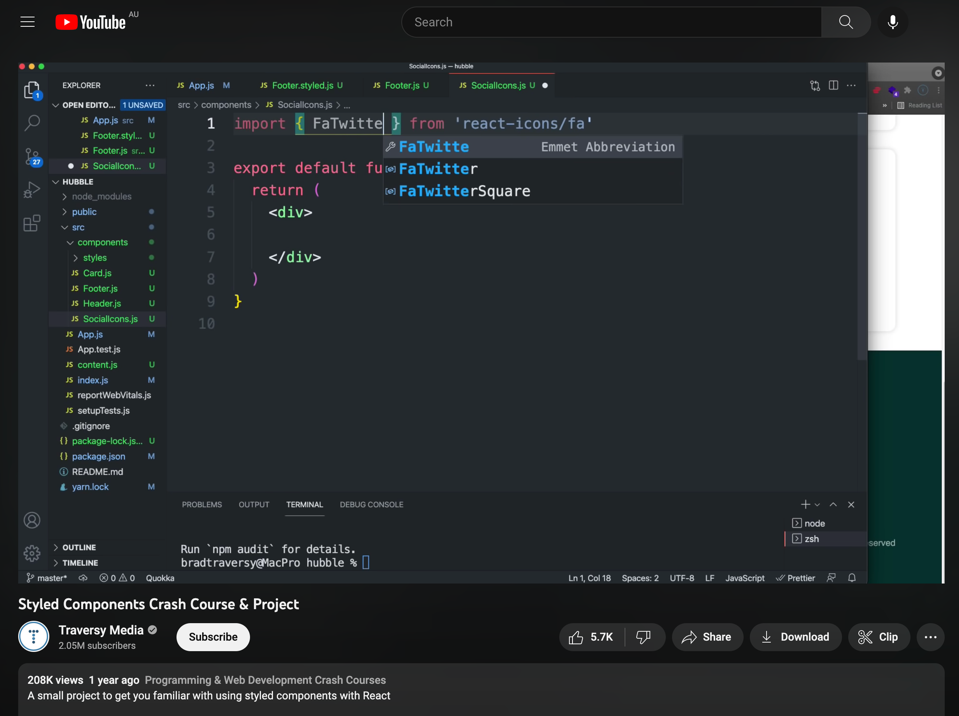 YouTube AU
Search
SocialIcons.js — hubble
EXPLORER
JS App.js M
JS Footer.styled.js U
JS Footer.js U
JS SocialIcons.js U
OPEN EDITO... 1 UNSAVED
src > components > JS SocialIcons.js > ...
JS App.js src M
JS Footer.styl... U
JS Footer.js sr... U
JS SocialIcon... U
HUBBLE
node_modules
public
src
components
styles
JS Card.js U
JS Footer.js U
JS Header.js U
JS SocialIcons.js U
JS App.js M
JS App.test.js
JS content.js U
JS index.js M
JS reportWebVitals.js
JS setupTests.js
.gitignore
{} package-lock.js... U
{} package.json M
README.md
yarn.lock M
OUTLINE
TIMELINE
1
27
1 import { FaTwitte } from 'react-icons/fa'
FaTwitte Emmet Abbreviation
FaTwitter
FaTwitterSquare
2
3 export default fu
4 return (
5 <div>
6
7 </div>
8 )
9 }
10
PROBLEMS OUTPUT TERMINAL DEBUG CONSOLE
node
zsh
Run `npm audit` for details.
bradtraversy@MacPro hubble %
master* 0 0 Quokka
Ln 1, Col 18 Spaces: 2 UTF-8 LF JavaScript Prettier
Reading List
served
Styled Components Crash Course & Project
Traversy Media
2.05M subscribers
Subscribe
5.7K
Share
Download
Clip
208K views 1 year ago Programming & Web Development Crash Courses
A small project to get you familiar with using styled components with React